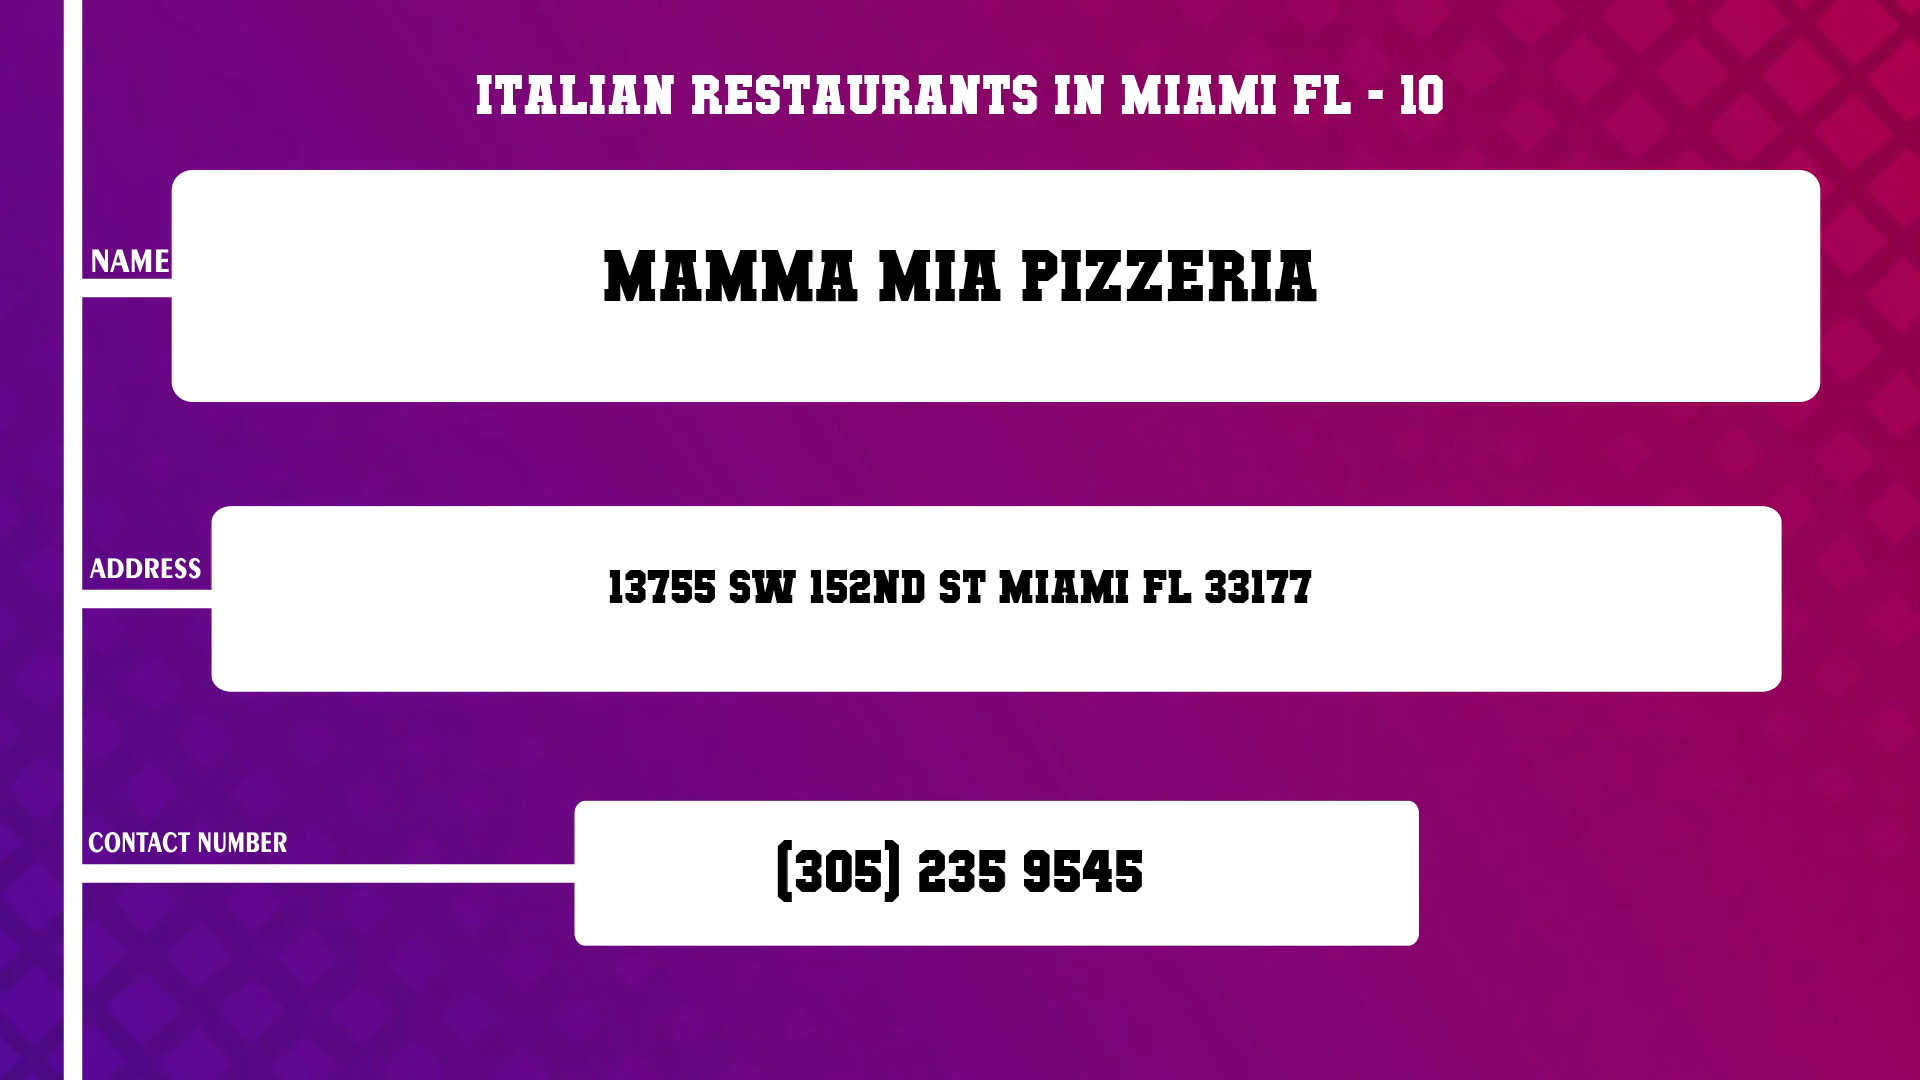 ITALIAN RESTAURANTS IN MIAMI FL - 10
NAME
MAMMA MIA PIZZERIA
ADDRESS
13755 SW 152ND ST MIAMI FL 33177
CONTACT NUMBER
(305) 235 9545